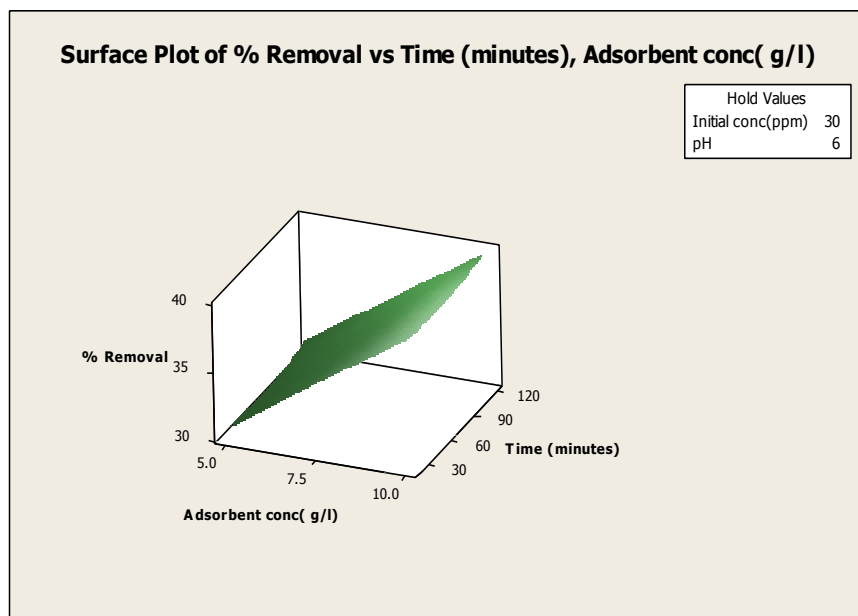 Surface Plot of % Removal vs Time (minutes), Adsorbent conc( g/l)
Hold Values
Initial conc(ppm) 30
pH 6
40
% Removal
35
30
5.0
7.5
10.0
Adsorbent conc( g/l)
30
60
90
120
Time (minutes)